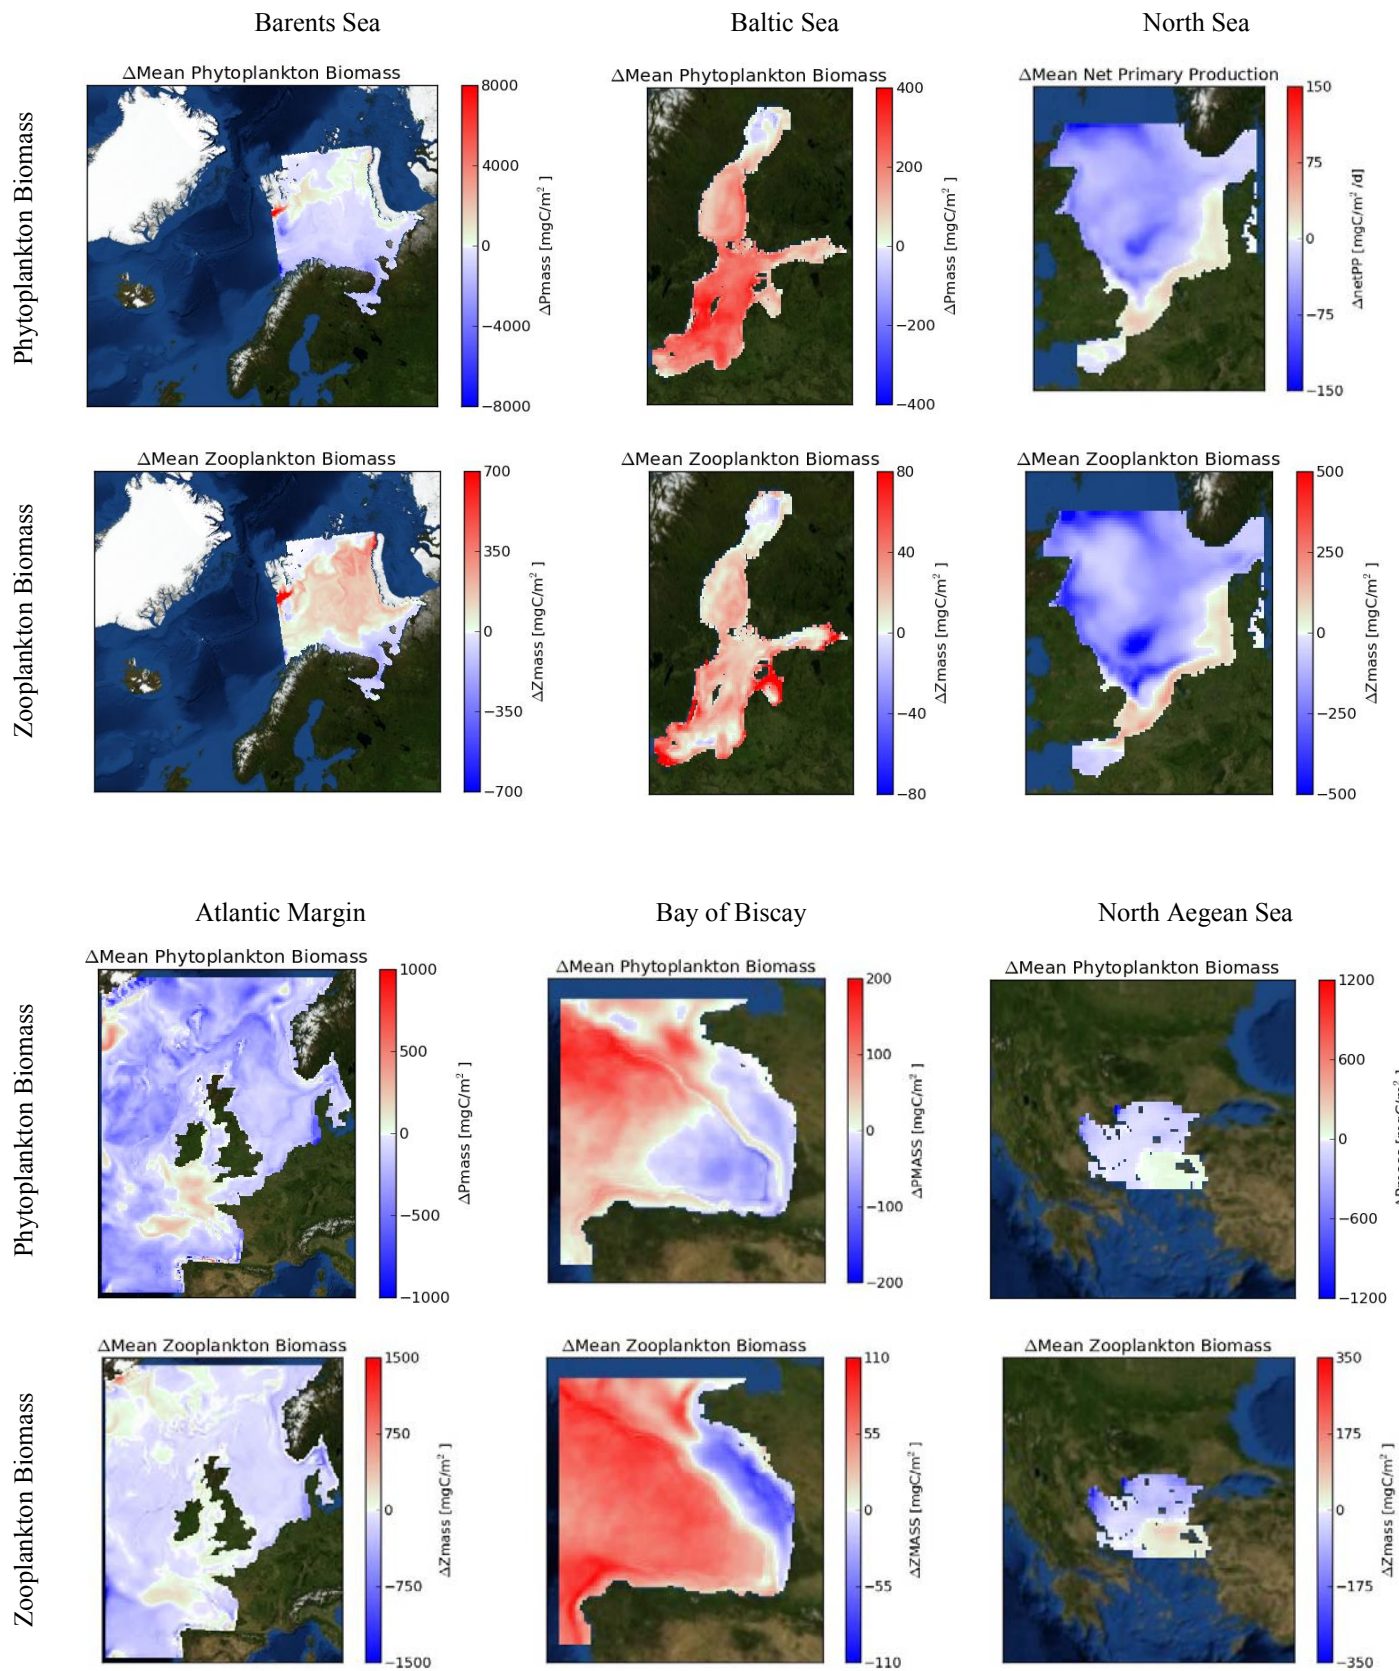 Barents Sea Baltic Sea North Sea
Phytoplankton Biomass
ΔMean Phytoplankton Biomass
8000
4000
0
−4000
−8000
ΔPmass [mgC/m² ]
ΔMean Phytoplankton Biomass
400
200
0
−200
−400
ΔPmass [mgC/m² ]
ΔMean Net Primary Production
150
75
0
−75
−150
ΔnetPP [mgC/m² /d]
Zooplankton Biomass
ΔMean Zooplankton Biomass
700
350
0
−350
−700
ΔZmass [mgC/m² ]
ΔMean Zooplankton Biomass
80
40
0
−40
−80
ΔZmass [mgC/m² ]
ΔMean Zooplankton Biomass
500
250
0
−250
−500
ΔZmass [mgC/m² ]
Atlantic Margin Bay of Biscay North Aegean Sea
Phytoplankton Biomass
ΔMean Phytoplankton Biomass
1000
500
0
−500
−1000
ΔPmass [mgC/m² ]
ΔMean Phytoplankton Biomass
200
100
0
−100
−200
ΔPMASS [mgC/m² ]
ΔMean Phytoplankton Biomass
1200
600
0
−600
−1200
Zooplankton Biomass
ΔMean Zooplankton Biomass
1500
750
0
−750
−1500
ΔZmass [mgC/m² ]
ΔMean Zooplankton Biomass
110
55
0
−55
−110
ΔZMASS [mgC/m² ]
ΔMean Zooplankton Biomass
350
175
0
−175
−350
ΔZmass [mgC/m² ]